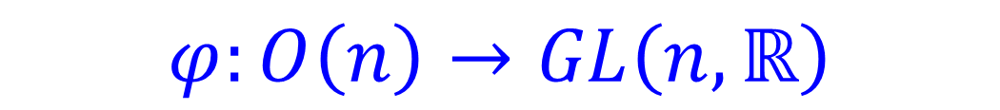 φ: O(n) → GL(n, ℝ)